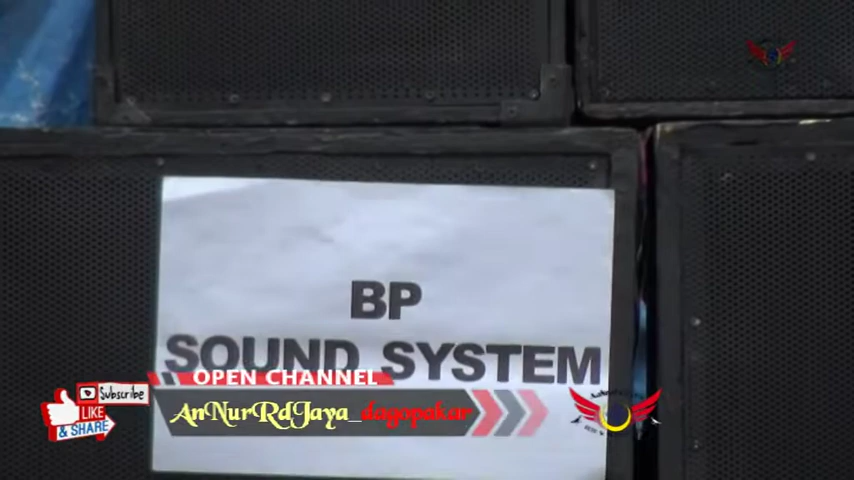 BP
SOUND SYSTEM
OPEN CHANNEL
AnNurRdJaya_dagopakar
Subscribe
LIKE
& SHARE